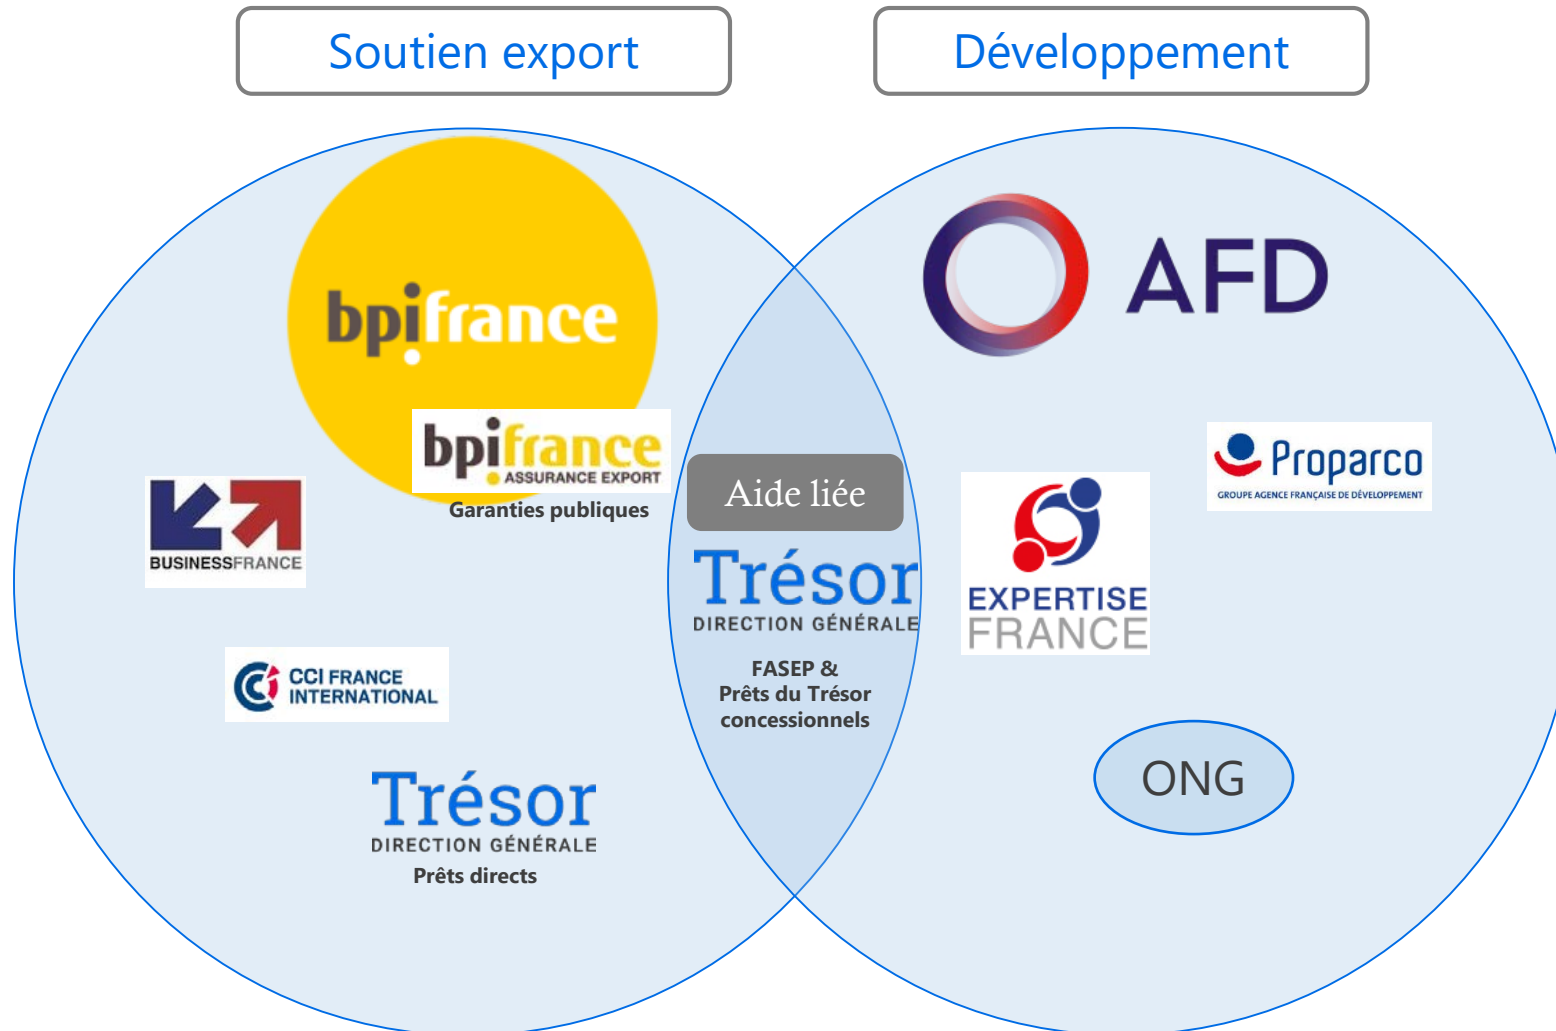 Soutien export
Développement
bpifrance
AFD
bpifrance
ASSURANCE EXPORT
Garanties publiques
BUSINESSFRANCE
Aide liée
Trésor
DIRECTION GÉNÉRALE
FASEP &
Prêts du Trésor
concessionnels
Proparco
GROUPE AGENCE FRANÇAISE DE DÉVELOPPEMENT
EXPERTISE
FRANCE
CCI FRANCE
INTERNATIONAL
Trésor
DIRECTION GÉNÉRALE
Prêts directs
ONG